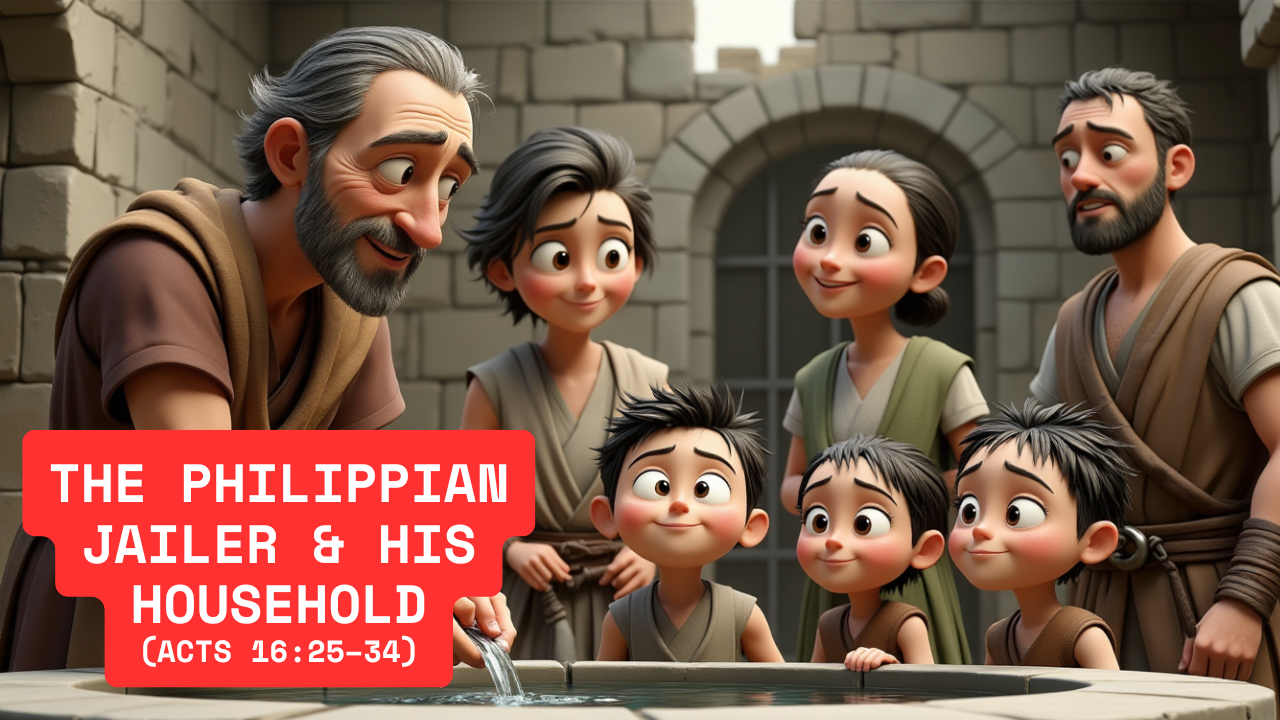 THE PHILIPPIAN
JAILER & HIS
HOUSEHOLD
(ACTS 16:25–34)